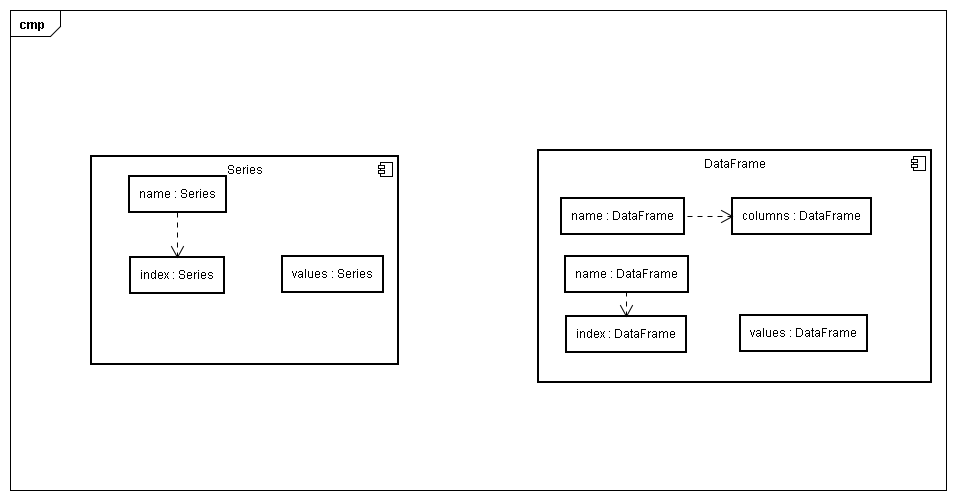 cmp
Series
name : Series
index : Series
values : Series
DataFrame
name : DataFrame
columns : DataFrame
name : DataFrame
index : DataFrame
values : DataFrame